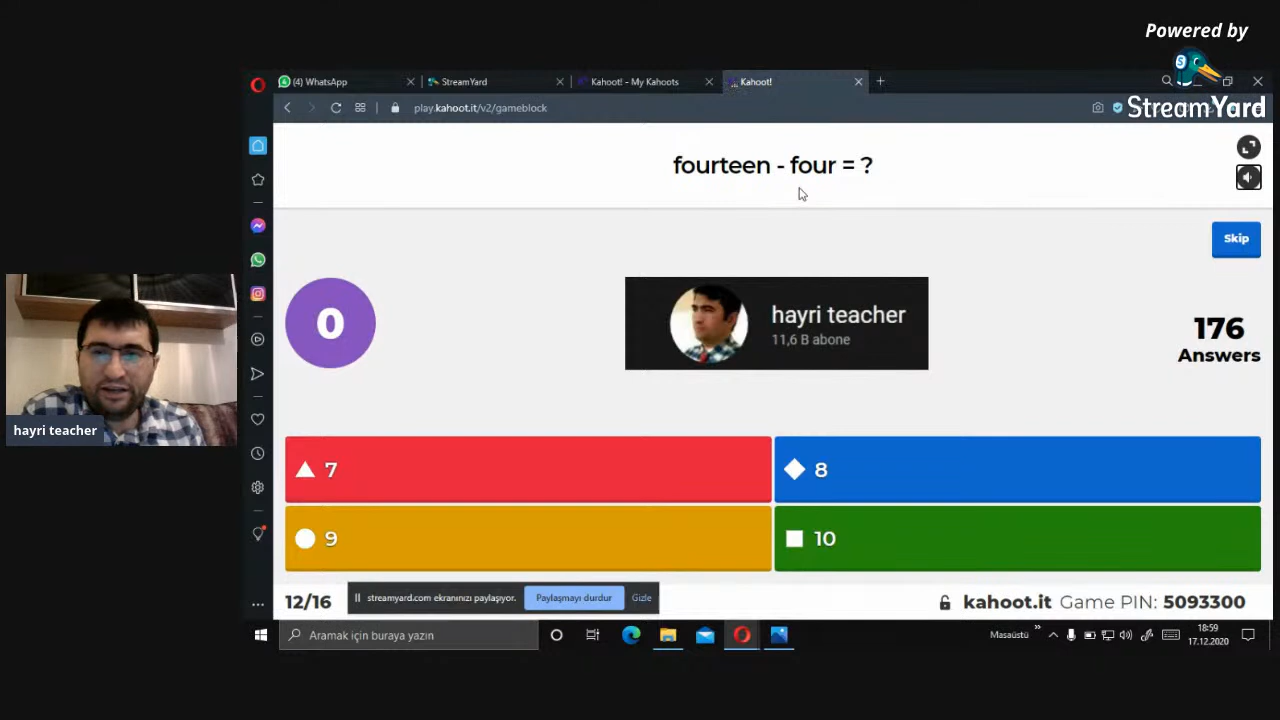 Powered by
StreamYard
(4) WhatsApp
StreamYard
Kahoot! - My Kahoots
Kahoot!
play.kahoot.it/v2/gameblock
fourteen - four = ?
Skip
0
hayri teacher
11,6 B abone
176
Answers
hayri teacher
7
8
9
10
12/16
streamyard.com ekranınızı paylaşıyor.
Paylaşmayı durdur
Gizle
kahoot.it Game PIN: 5093300
Aramak için buraya yazın
Masaüstü
18:59
17.12.2020